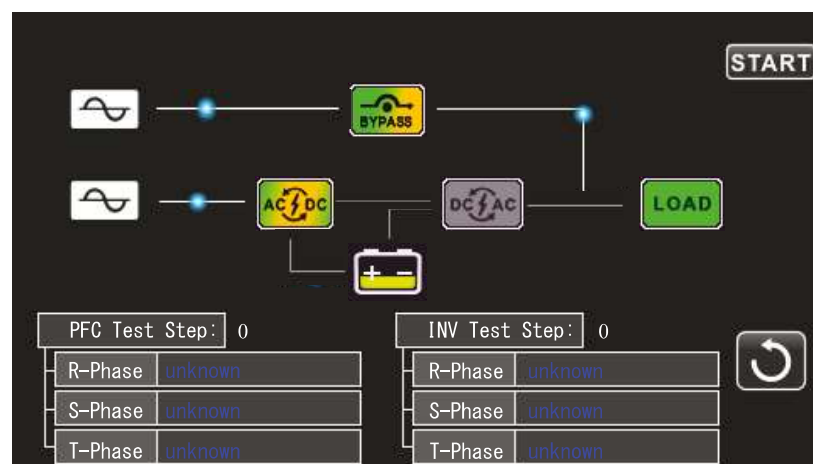 START
BYPASS
AC DC
DC AC
LOAD
+ -
PFC Test Step: 0
R-Phase unknown
S-Phase unknown
T-Phase unknown
INV Test Step: 0
R-Phase unknown
S-Phase unknown
T-Phase unknown